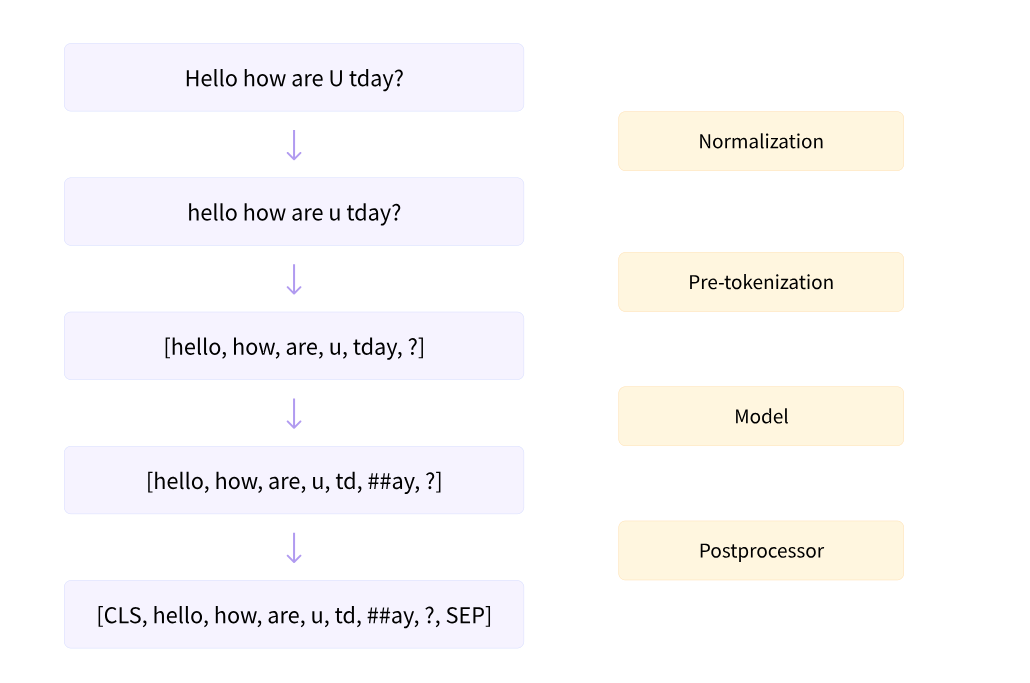 Hello how are U tday?
Normalization
hello how are u tday?
Pre-tokenization
[hello, how, are, u, tday, ?]
Model
[hello, how, are, u, td, ##ay, ?]
Postprocessor
[CLS, hello, how, are, u, td, ##ay, ?, SEP]